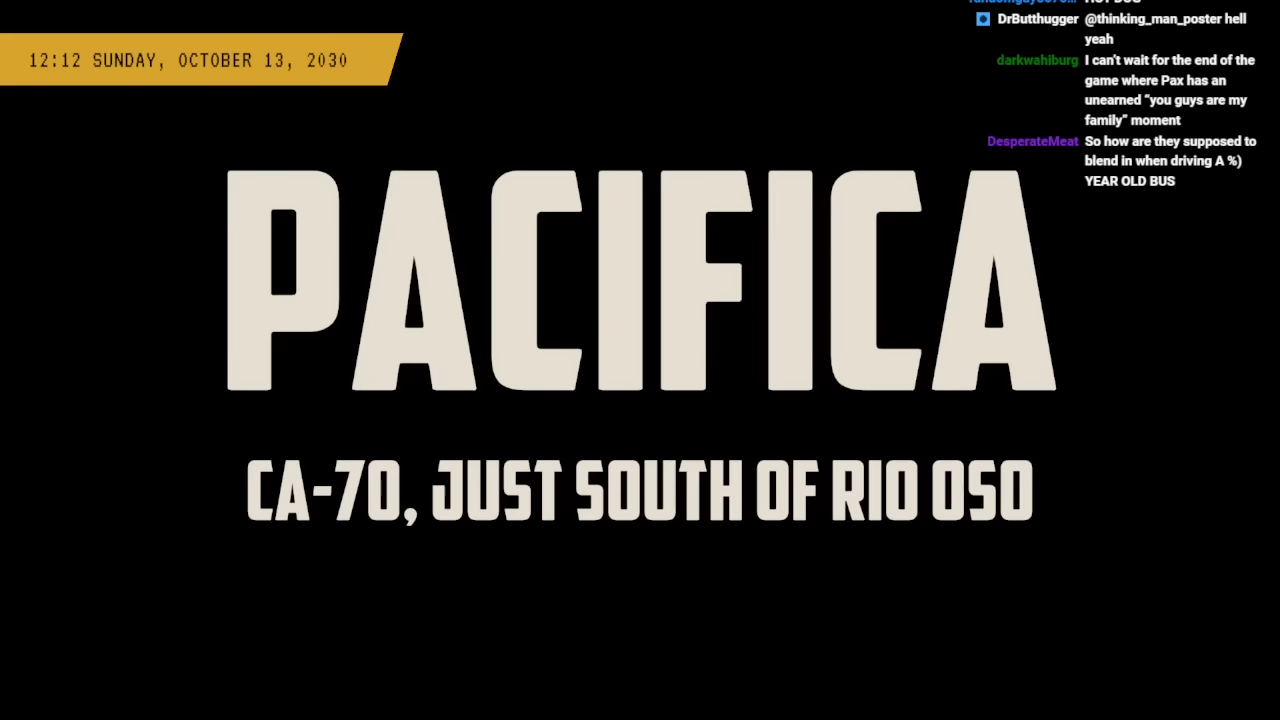 HOT DOG
DrButthugger @thinking_man_poster hell
yeah
12:12 SUNDAY, OCTOBER 13, 2030
darkwahiburg I can't wait for the end of the
game where Pax has an
unearned "you guys are my
family" moment
DesperateMeat So how are they supposed to
blend in when driving A %)
YEAR OLD BUS
PACIFICA
CA-70, JUST SOUTH OF RIO OSO